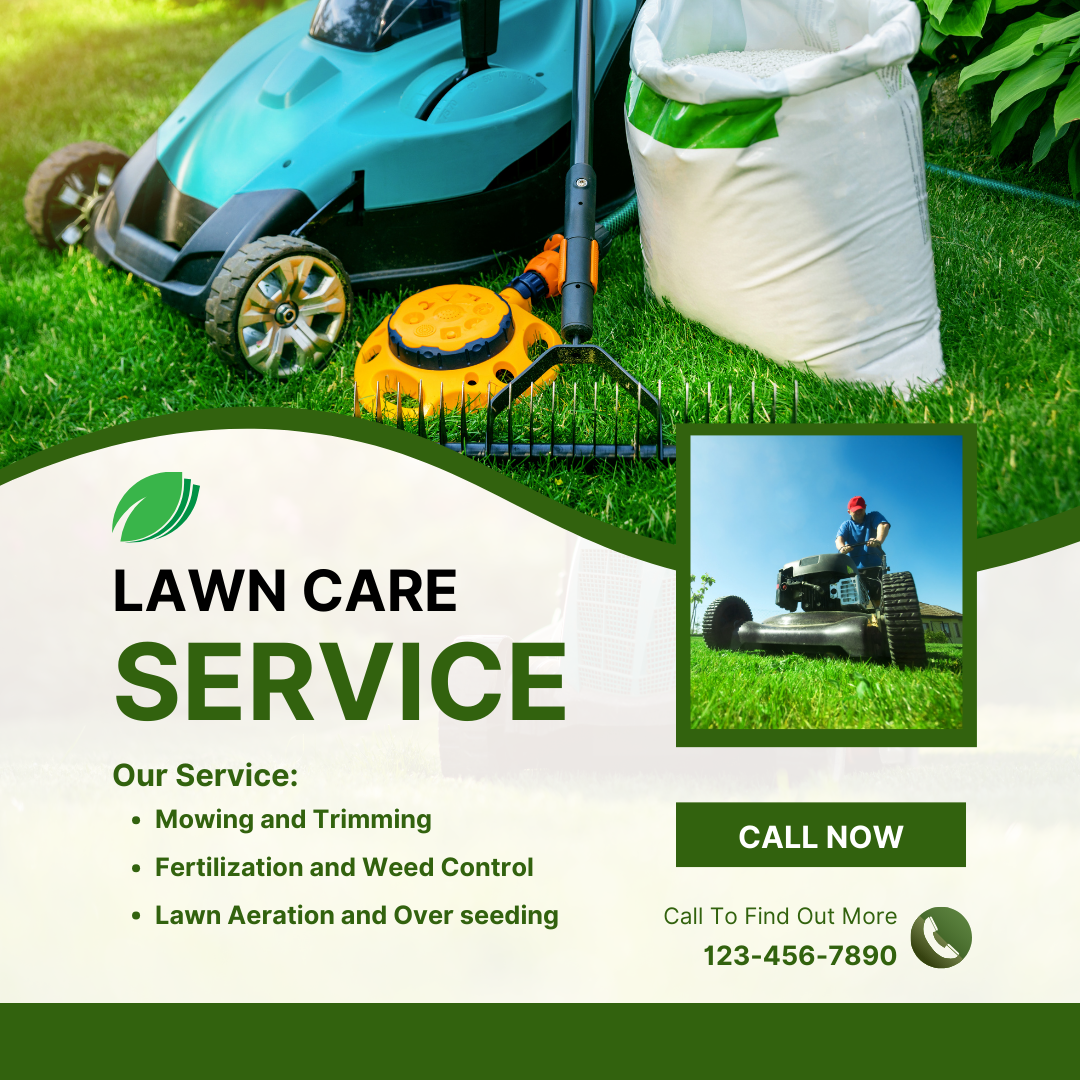 LAWN CARE
SERVICE
Our Service:
• Mowing and Trimming
• Fertilization and Weed Control
• Lawn Aeration and Over seeding
CALL NOW
Call To Find Out More
123-456-7890